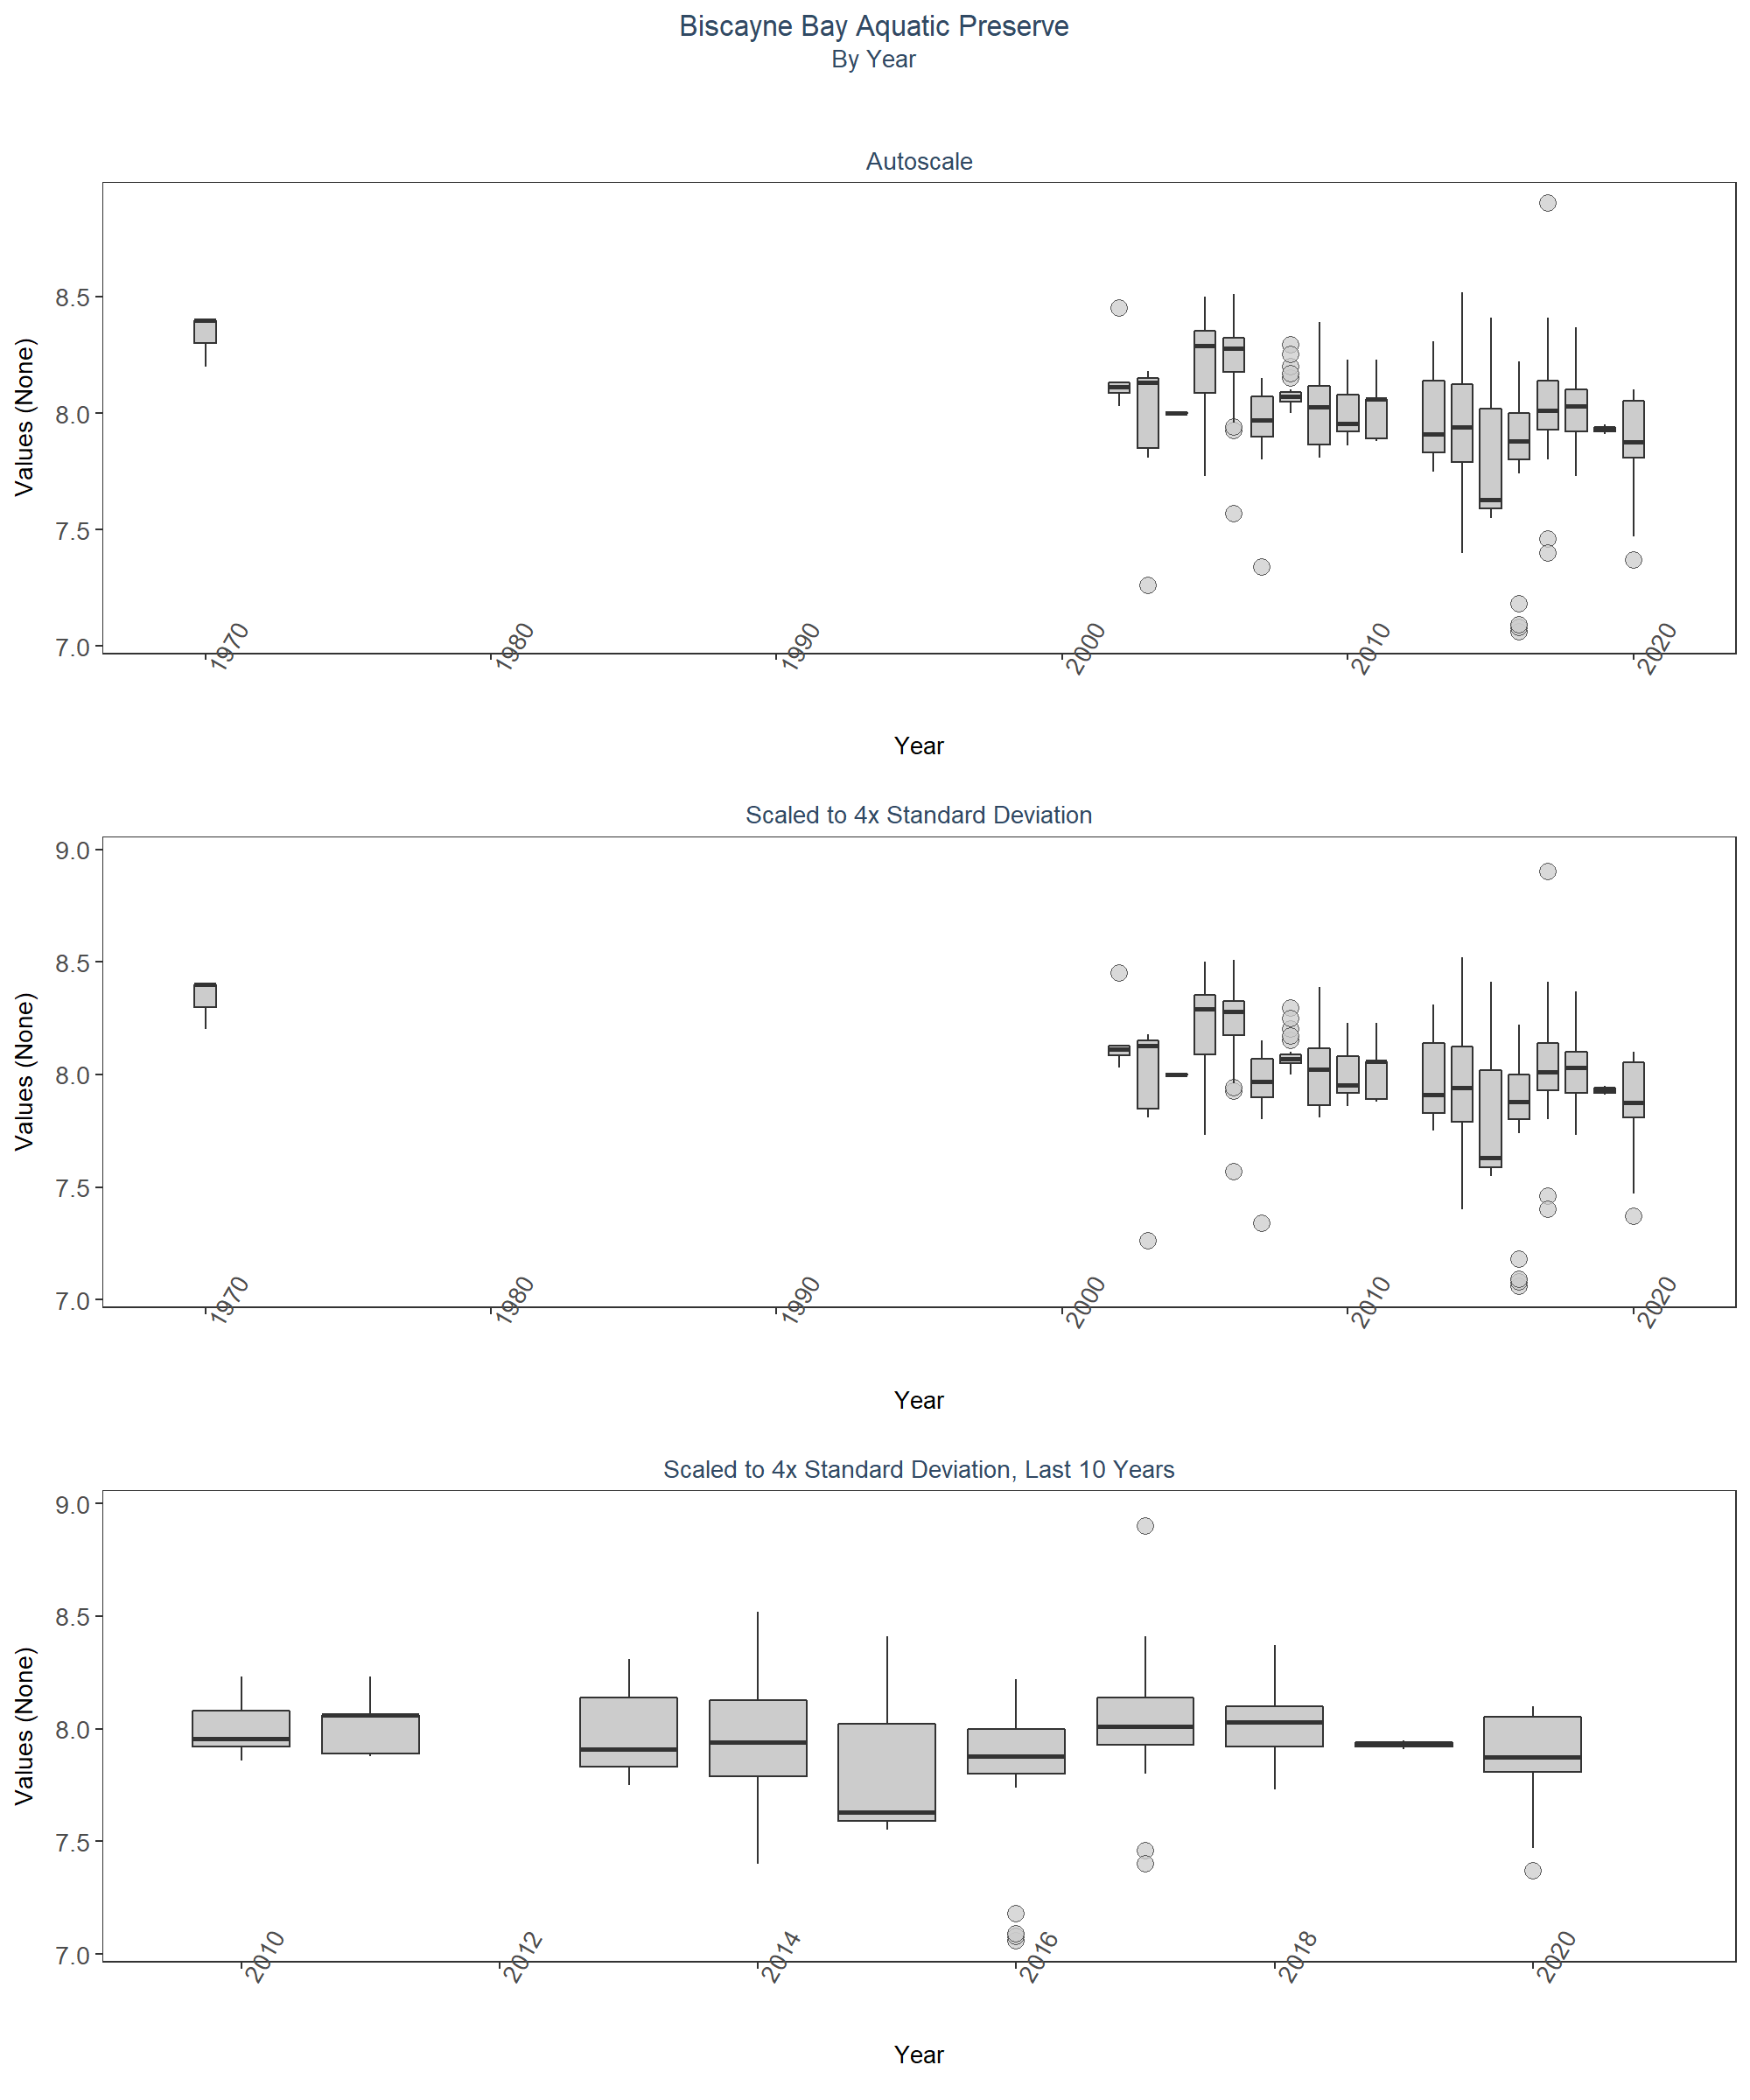 Biscayne Bay Aquatic Preserve
By Year
Autoscale
Values (None)
8.5
8.0
7.5
7.0
1970 1980 1990 2000 2010 2020
Year
Scaled to 4x Standard Deviation
Values (None)
9.0
8.5
8.0
7.5
7.0
1970 1980 1990 2000 2010 2020
Year
Scaled to 4x Standard Deviation, Last 10 Years
Values (None)
9.0
8.5
8.0
7.5
7.0
2010 2012 2014 2016 2018 2020
Year